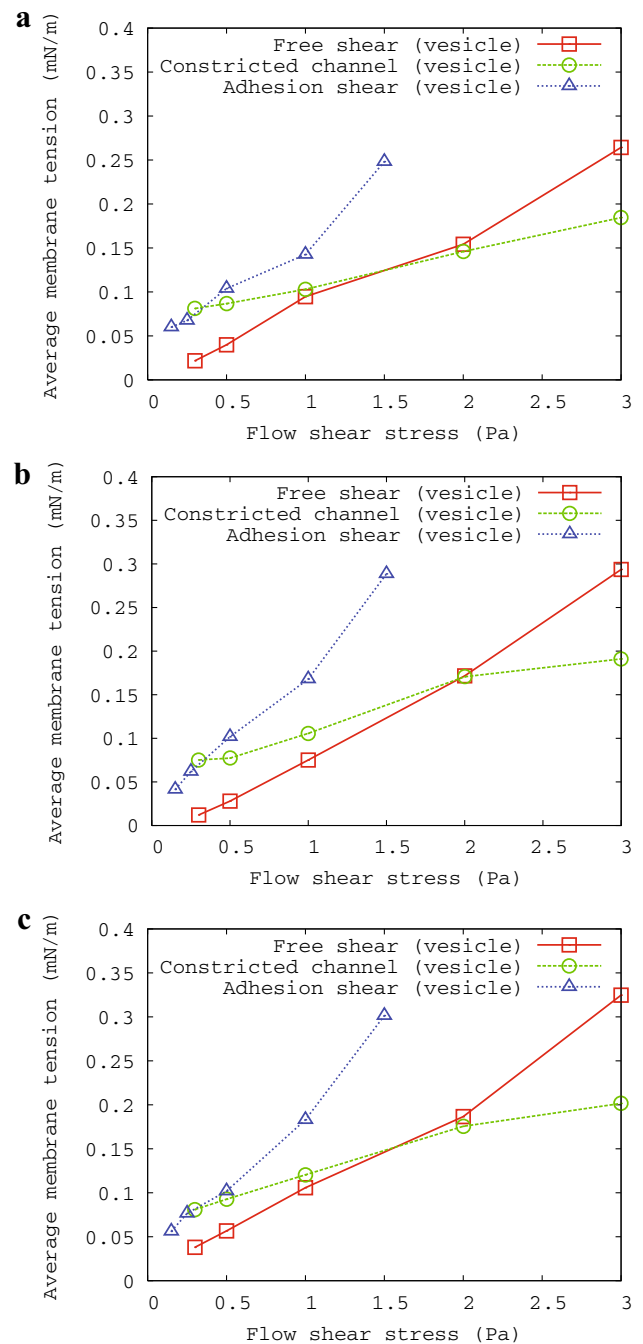 a
Average membrane tension (mN/m)
0.4
0.35
0.3
0.25
0.2
0.15
0.1
0.05
0
Free shear (vesicle)
Constricted channel (vesicle)
Adhesion shear (vesicle)
0 0.5 1 1.5 2 2.5 3
Flow shear stress (Pa)
b
Average membrane tension (mN/m)
0.4
0.35
0.3
0.25
0.2
0.15
0.1
0.05
0
Free shear (vesicle)
Constricted channel (vesicle)
Adhesion shear (vesicle)
0 0.5 1 1.5 2 2.5 3
Flow shear stress (Pa)
c
Average membrane tension (mN/m)
0.4
0.35
0.3
0.25
0.2
0.15
0.1
0.05
0
Free shear (vesicle)
Constricted channel (vesicle)
Adhesion shear (vesicle)
0 0.5 1 1.5 2 2.5 3
Flow shear stress (Pa)